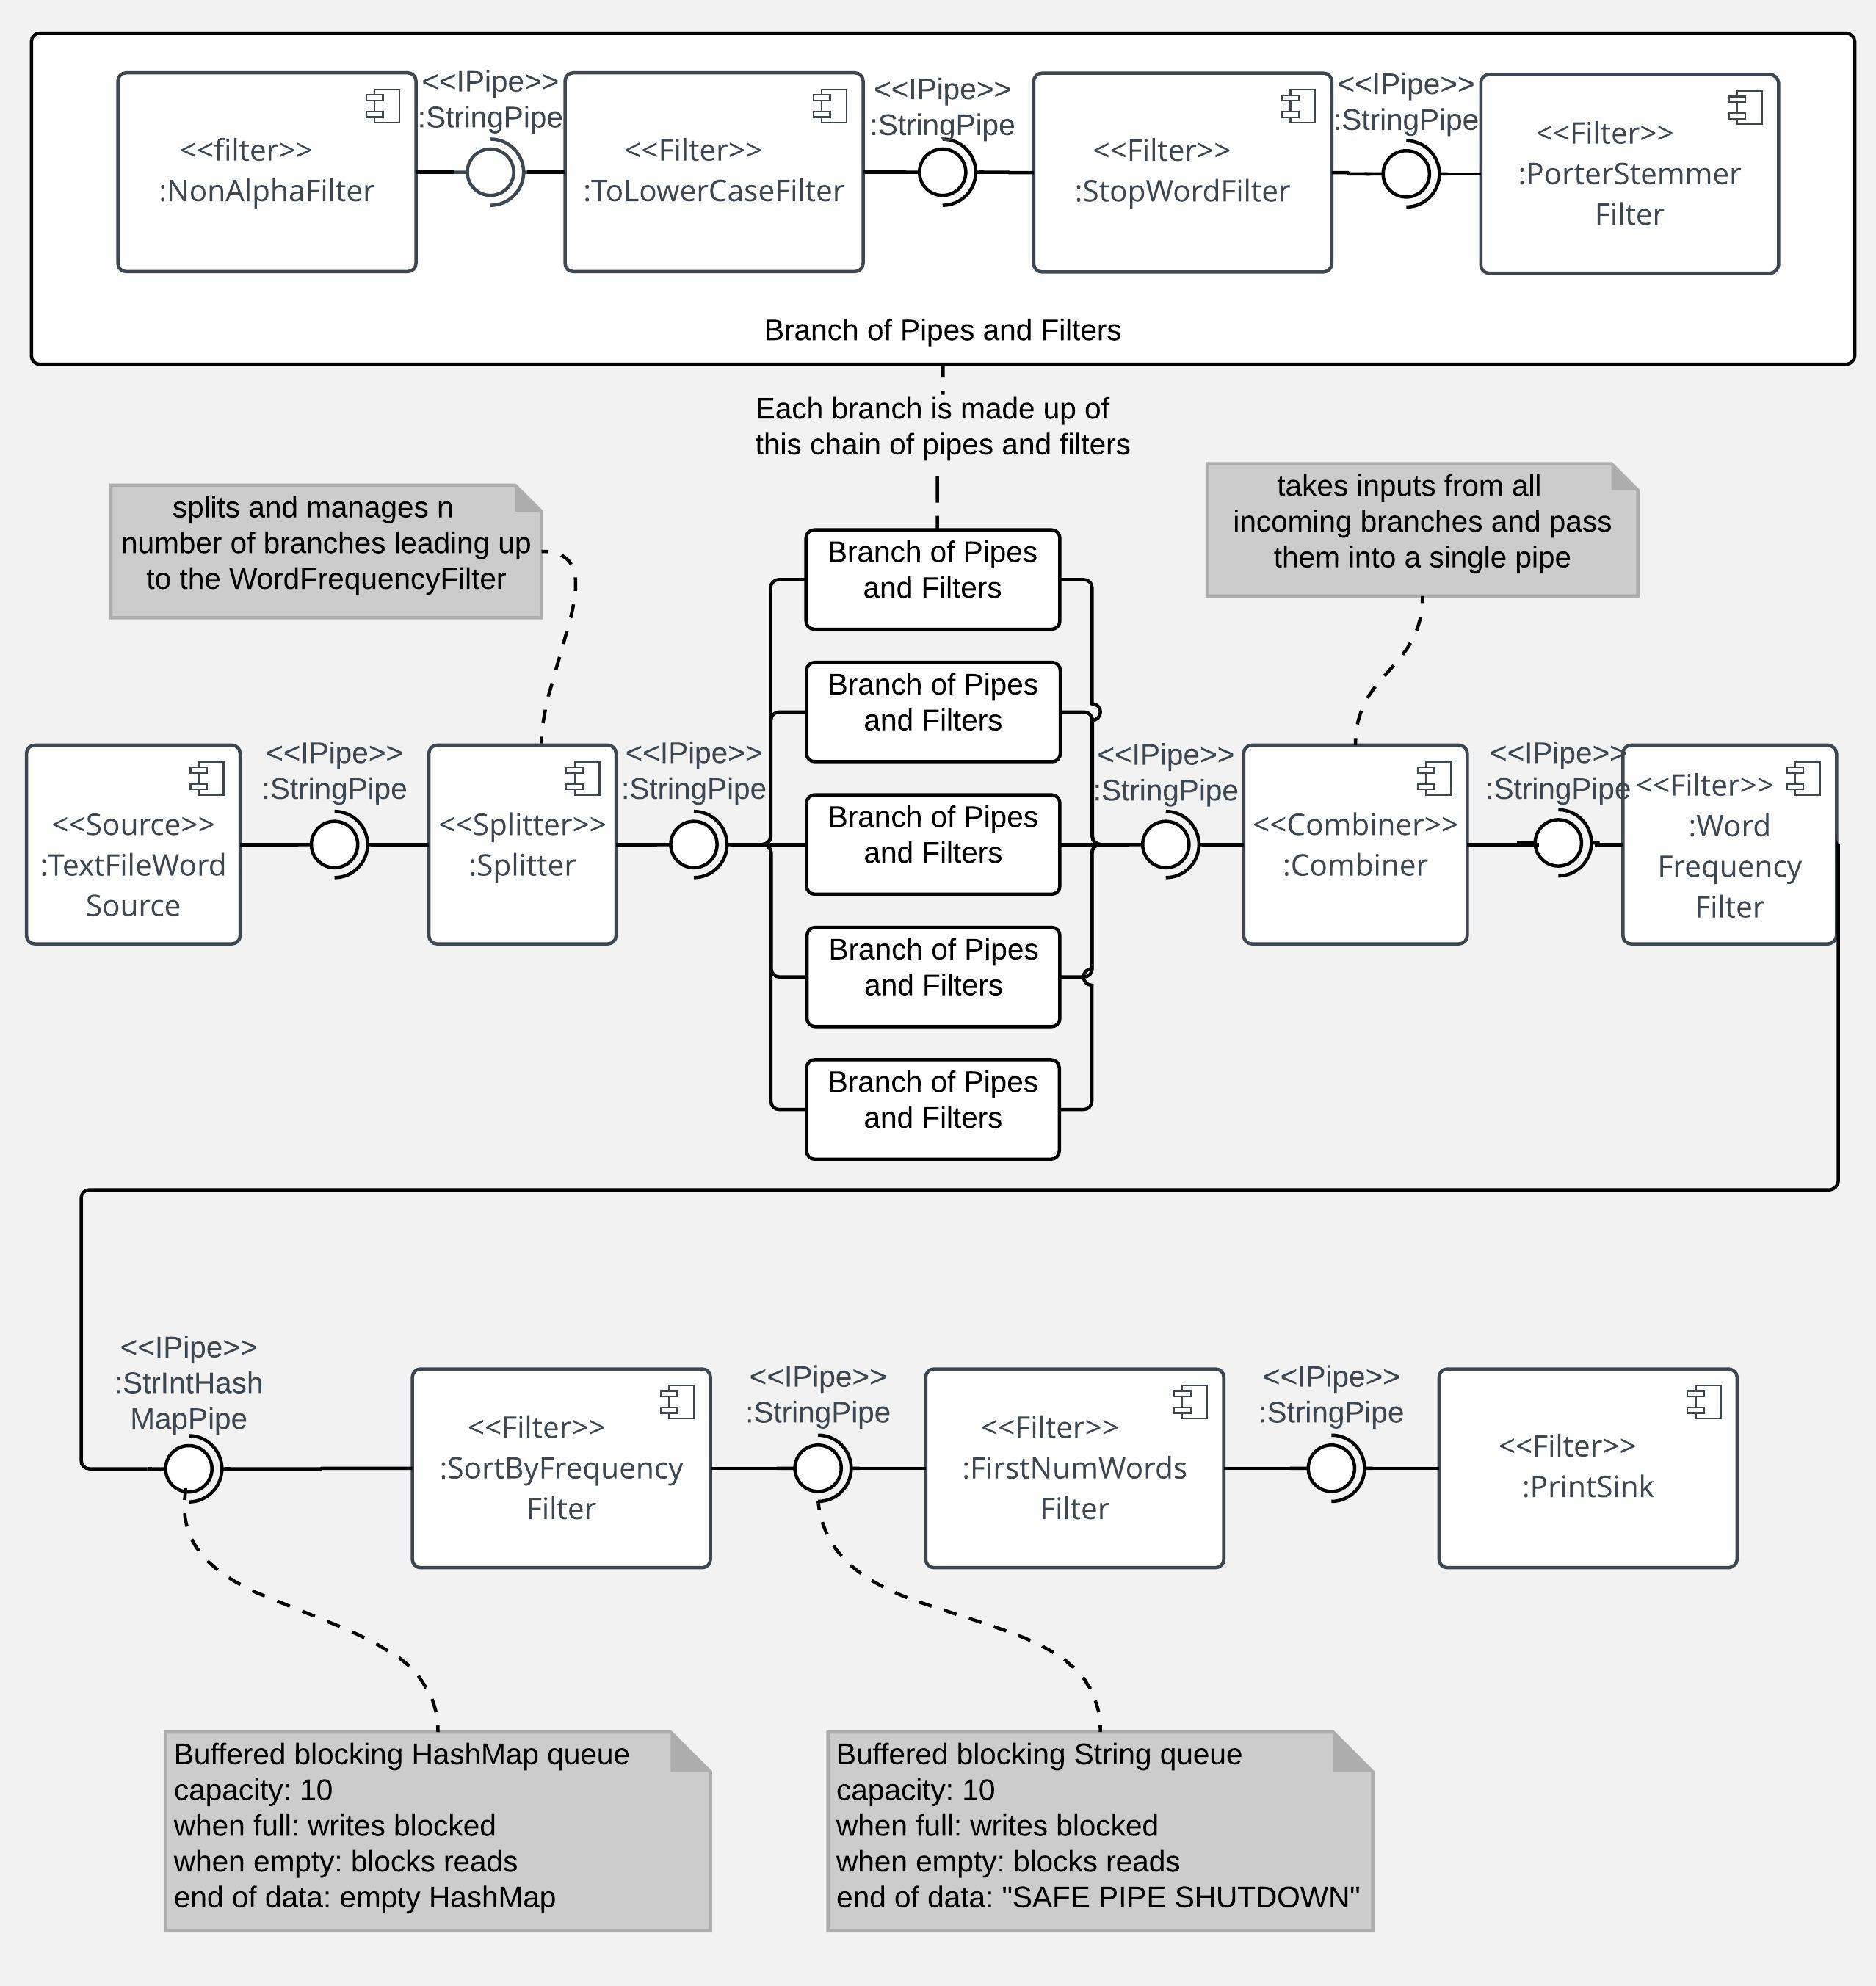 <<IPipe>>
:StringPipe
<<IPipe>>
:StringPipe
<<IPipe>>
:StringPipe
<<filter>>
:NonAlphaFilter
<<Filter>>
:ToLowerCaseFilter
<<Filter>>
:StopWordFilter
<<Filter>>
:PorterStemmer
Filter
Branch of Pipes and Filters
Each branch is made up of
this chain of pipes and filters
splits and manages n
number of branches leading up
to the WordFrequencyFilter
takes inputs from all
incoming branches and pass
them into a single pipe
Branch of Pipes
and Filters
Branch of Pipes
and Filters
Branch of Pipes
and Filters
Branch of Pipes
and Filters
Branch of Pipes
and Filters
<<Source>>
:TextFileWord
Source
<<IPipe>>
:StringPipe
<<Splitter>>
:Splitter
<<IPipe>>
:StringPipe
<<IPipe>>
:StringPipe
<<Combiner>>
:Combiner
<<IPipe>>
:StringPipe
<<Filter>>
:Word
Frequency
Filter
<<IPipe>>
:StrIntHash
MapPipe
<<Filter>>
:SortByFrequency
Filter
<<IPipe>>
:StringPipe
<<Filter>>
:FirstNumWords
Filter
<<IPipe>>
:StringPipe
<<Filter>>
:PrintSink
Buffered blocking HashMap queue
capacity: 10
when full: writes blocked
when empty: blocks reads
end of data: empty HashMap
Buffered blocking String queue
capacity: 10
when full: writes blocked
when empty: blocks reads
end of data: "SAFE PIPE SHUTDOWN"